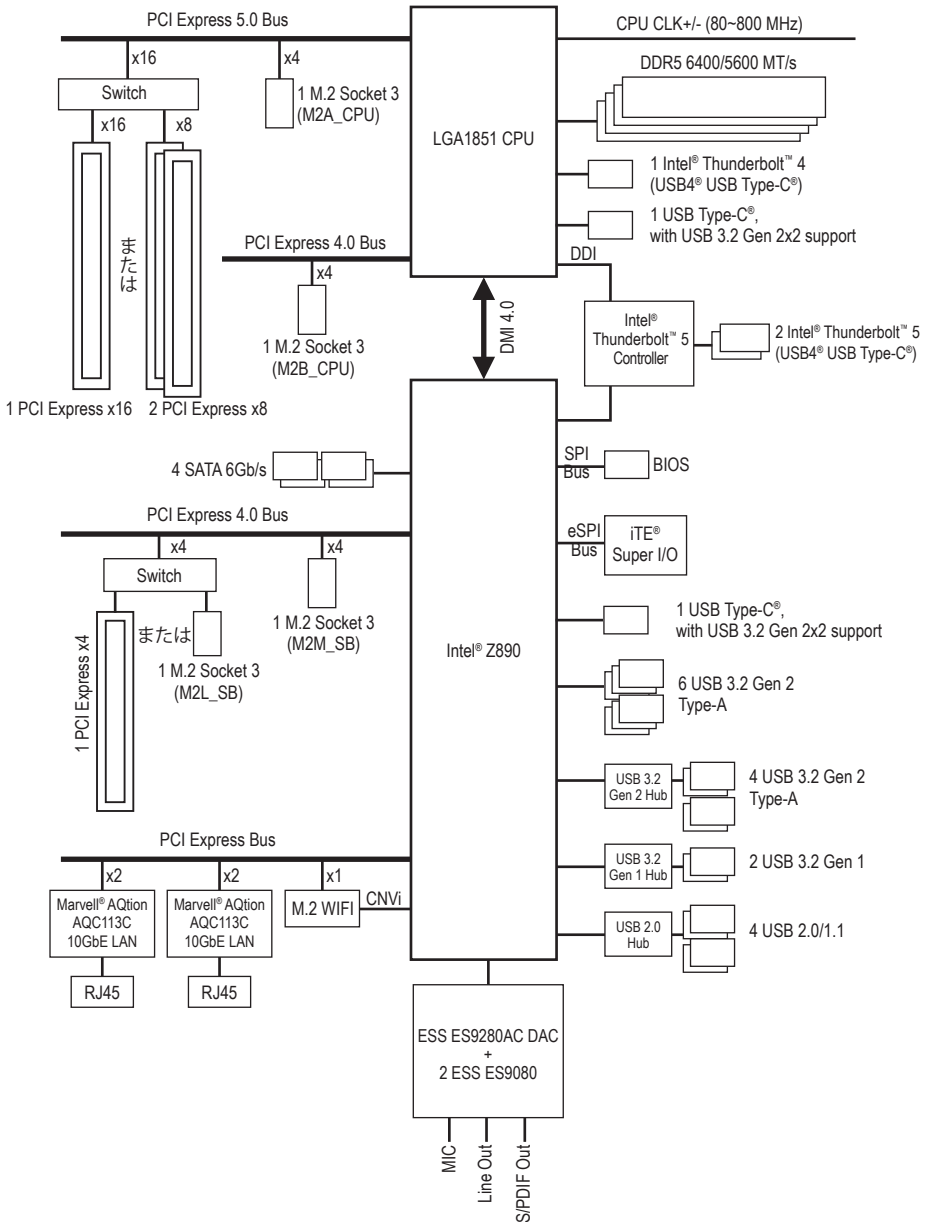 PCI Express 5.0 Bus
CPU CLK+/- (80~800 MHz)
x16
x4
DDR5 6400/5600 MT/s
Switch
1 M.2 Socket 3
(M2A_CPU)
x16
x8
LGA1851 CPU
1 Intel® Thunderbolt™ 4
(USB4® USB Type-C®)
1 USB Type-C®,
with USB 3.2 Gen 2x2 support
または
PCI Express 4.0 Bus
DDI
x4
1 M.2 Socket 3
(M2B_CPU)
DMI 4.0
Intel®
Thunderbolt™ 5
Controller
2 Intel® Thunderbolt™ 5
(USB4® USB Type-C®)
1 PCI Express x16
2 PCI Express x8
4 SATA 6Gb/s
SPI
Bus
BIOS
PCI Express 4.0 Bus
eSPI
Bus
iTE®
Super I/O
x4
x4
Switch
1 PCI Express x4
または
1 M.2 Socket 3
(M2L_SB)
1 M.2 Socket 3
(M2M_SB)
Intel® Z890
1 USB Type-C®,
with USB 3.2 Gen 2x2 support
6 USB 3.2 Gen 2
Type-A
USB 3.2
Gen 2 Hub
4 USB 3.2 Gen 2
Type-A
PCI Express Bus
USB 3.2
Gen 1 Hub
2 USB 3.2 Gen 1
x2
x2
x1
Marvell® AQtion
AQC113C
10GbE LAN
Marvell® AQtion
AQC113C
10GbE LAN
M.2 WIFI
CNVi
USB 2.0
Hub
4 USB 2.0/1.1
RJ45
RJ45
ESS ES9280AC DAC
+
2 ESS ES9080
MIC
Line Out
S/PDIF Out